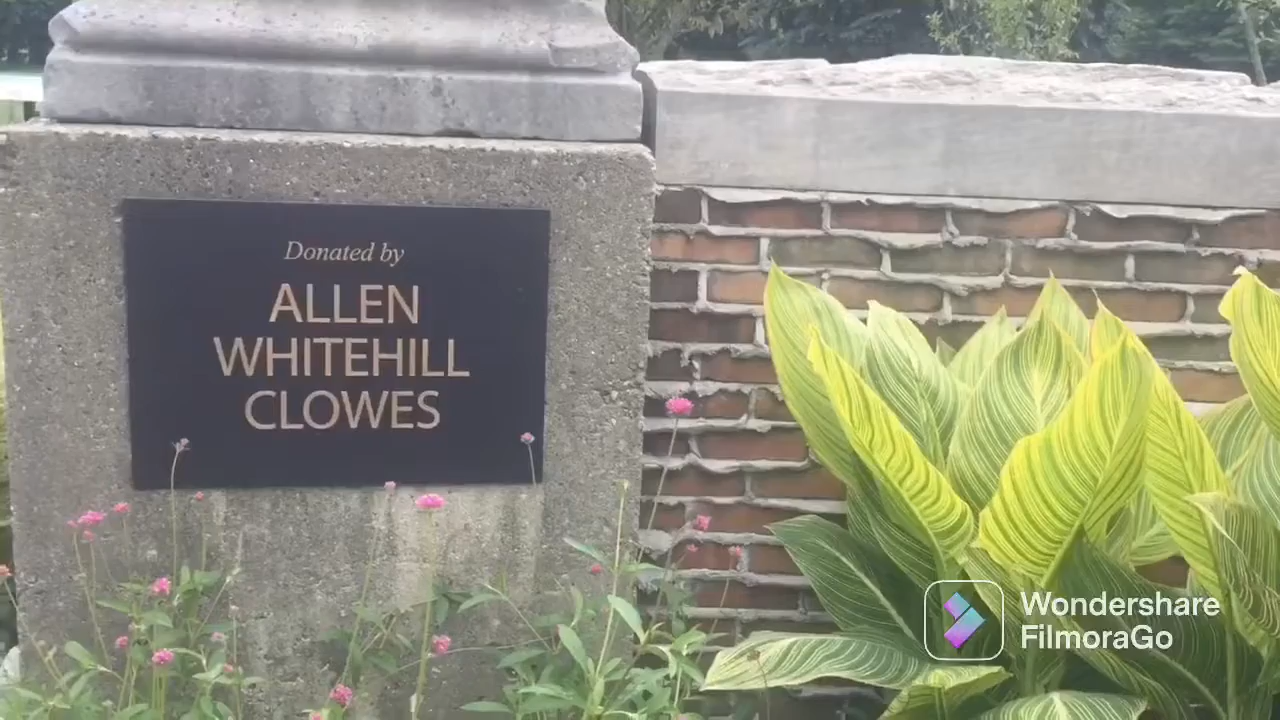 Donated by
ALLEN
WHITEHILL
CLOWES
Wondershare
FilmoraGo